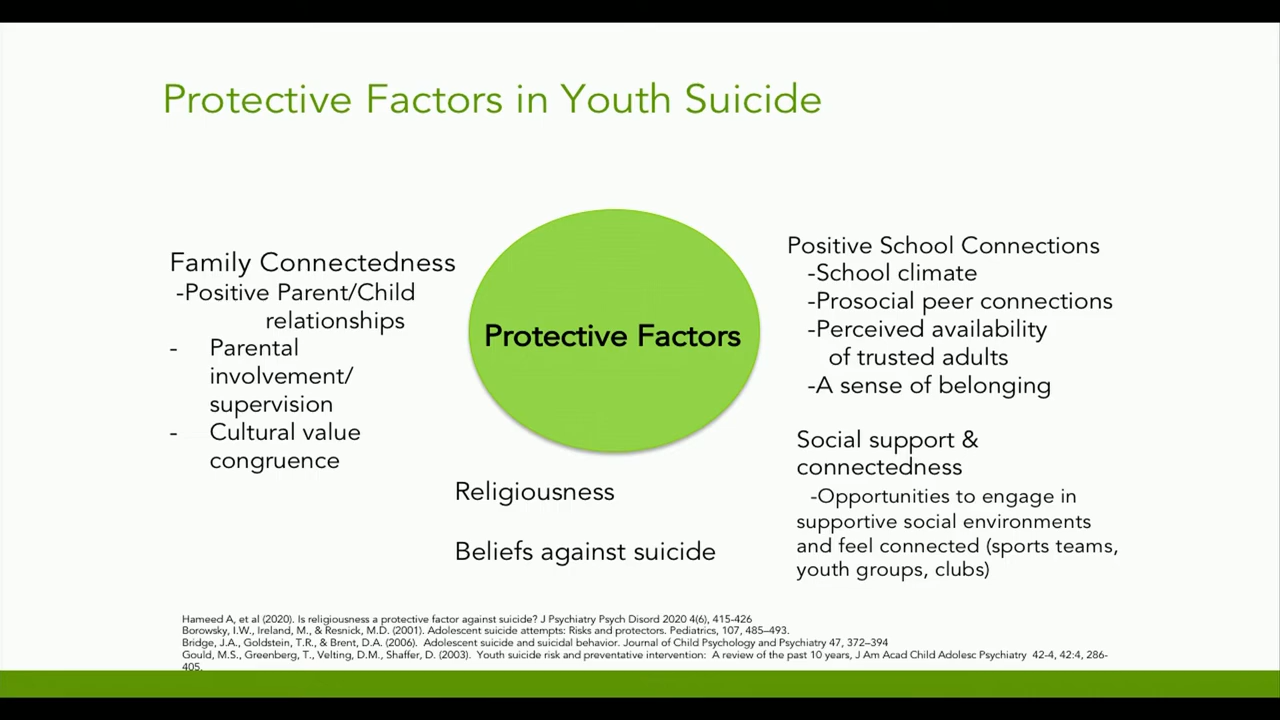 Protective Factors in Youth Suicide
Family Connectedness
-Positive Parent/Child
relationships
- Parental
involvement/
supervision
- Cultural value
congruence
Protective Factors
Religiousness
Beliefs against suicide
Positive School Connections
-School climate
-Prosocial peer connections
-Perceived availability
of trusted adults
-A sense of belonging
Social support &
connectedness
-Opportunities to engage in
supportive social environments
and feel connected (sports teams,
youth groups, clubs)
Hameed A, et al (2020). Is religiousness a protective factor against suicide? J Psychiatry Psych Disord 2020 4(6), 415-426
Borowsky, I.W., Ireland, M., & Resnick, M.D. (2001). Adolescent suicide attempts: Risks and protectors. Pediatrics, 107, 485–493.
Bridge, J.A., Goldstein, T.R., & Brent, D.A. (2006). Adolescent suicide and suicidal behavior. Journal of Child Psychology and Psychiatry 47, 372–394
Gould, M.S., Greenberg, T., Velting, D.M., Shaffer, D. (2003). Youth suicide risk and preventative intervention: A review of the past 10 years, J Am Acad Child Adolesc Psychiatry 42-4, 42:4, 286-
405.